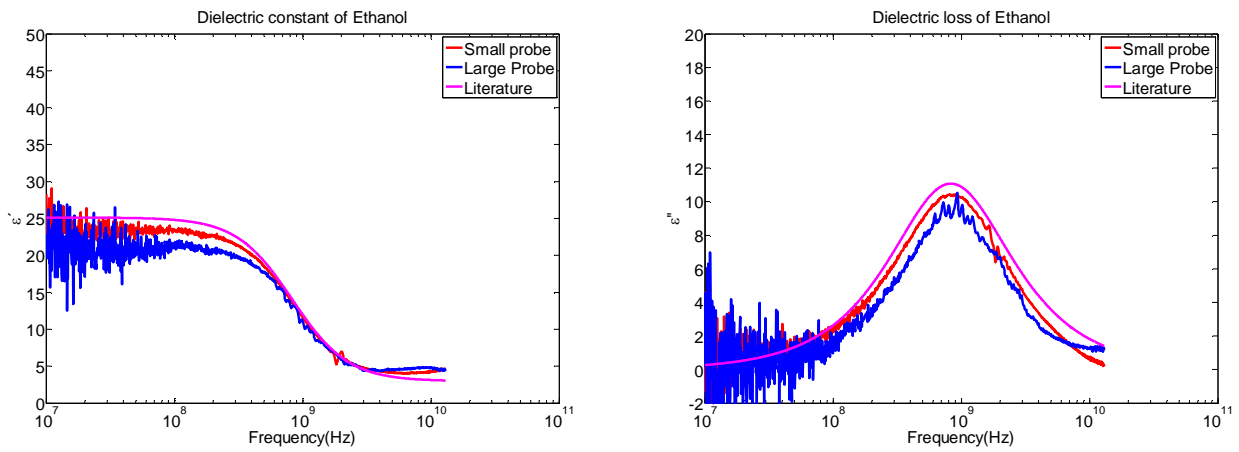 Dielectric constant of Ethanol
50
45
40
35
30
25
20
15
10
5
0
ε′
Small probe
Large Probe
Literature
10^7
10^8
10^9
10^10
10^11
Frequency(Hz)
Dielectric loss of Ethanol
20
18
16
14
12
10
8
6
4
2
0
-2
ε"
Small probe
Large Probe
Literature
10^7
10^8
10^9
10^10
10^11
Frequency(Hz)